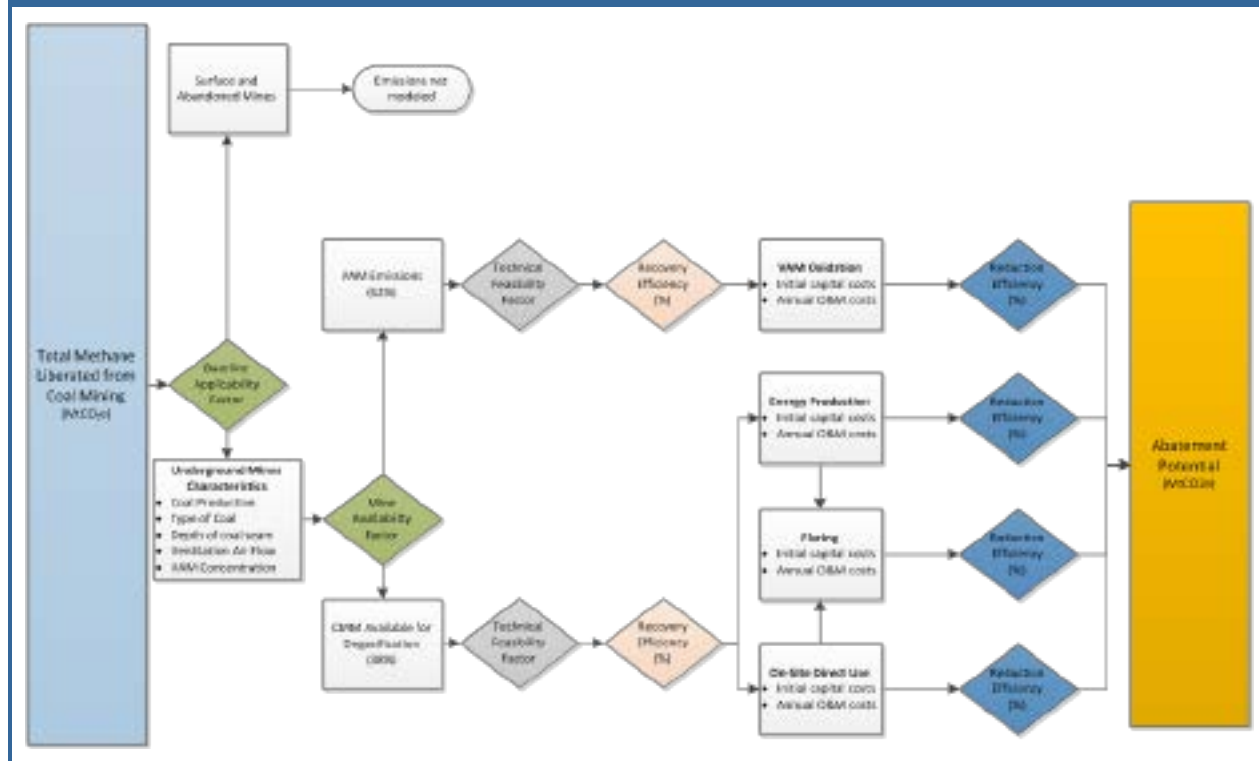 Surface and
Abandoned Mines
Emissions not
modeled
Total Methane
Liberated from
Coal Mining
(MtCO₂e)
Baseline
Applicability
Factor
Underground Mines
Characteristics
• Coal Production
• Type of Coal
• Depth of coal seam
• Ventilation Air Flow
• VAM Concentration
Mine
Availability
Factor
VAM Emissions
Technical
Feasibility
Factor
Recovery
Efficiency
(%)
VAM Oxidation
• Initial capital costs
• Annual O&M costs
Reduction
Efficiency
(%)
Energy Production
• Initial capital costs
• Annual O&M costs
Reduction
Efficiency
(%)
Flaring
• Initial capital costs
• Annual O&M costs
Reduction
Efficiency
(%)
CMM Available for
Degasification
Technical
Feasibility
Factor
Recovery
Efficiency
(%)
On-Site Direct Use
• Initial capital costs
• Annual O&M costs
Reduction
Efficiency
(%)
Abatement
Potential
(MtCO₂e)